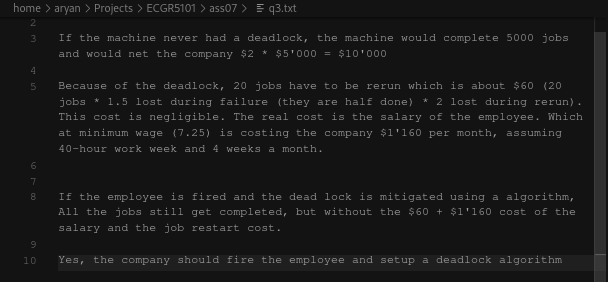 home > aryan > Projects > ECGR5101 > ass07 > q3.txt
2
3 If the machine never had a deadlock, the machine would complete 5000 jobs
and would net the company $2 * $5'000 = $10'000
4
5 Because of the deadlock, 20 jobs have to be rerun which is about $60 (20
jobs * 1.5 lost during failure (they are half done) * 2 lost during rerun).
This cost is negligible. The real cost is the salary of the employee. Which
at minimum wage (7.25) is costing the company $1'160 per month, assuming
40-hour work week and 4 weeks a month.
6
7
8 If the employee is fired and the dead lock is mitigated using a algorithm,
All the jobs still get completed, but without the $60 + $1'160 cost of the
salary and the job restart cost.
9
10 Yes, the company should fire the employee and setup a deadlock algorithm